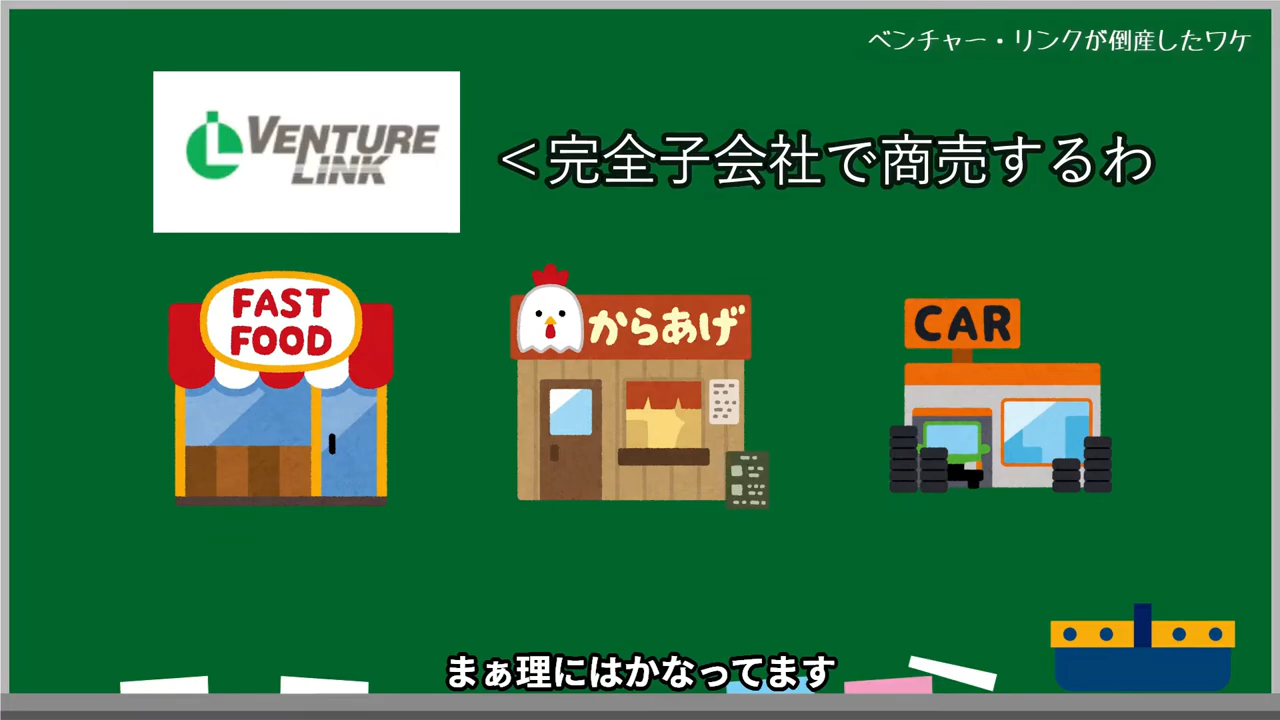 ベンチャー・リンクが倒産したワケ
VENTURE
LINK
＜完全子会社で商売するわ
FAST
FOOD
からあげ
CAR
まぁ理にはかなってます